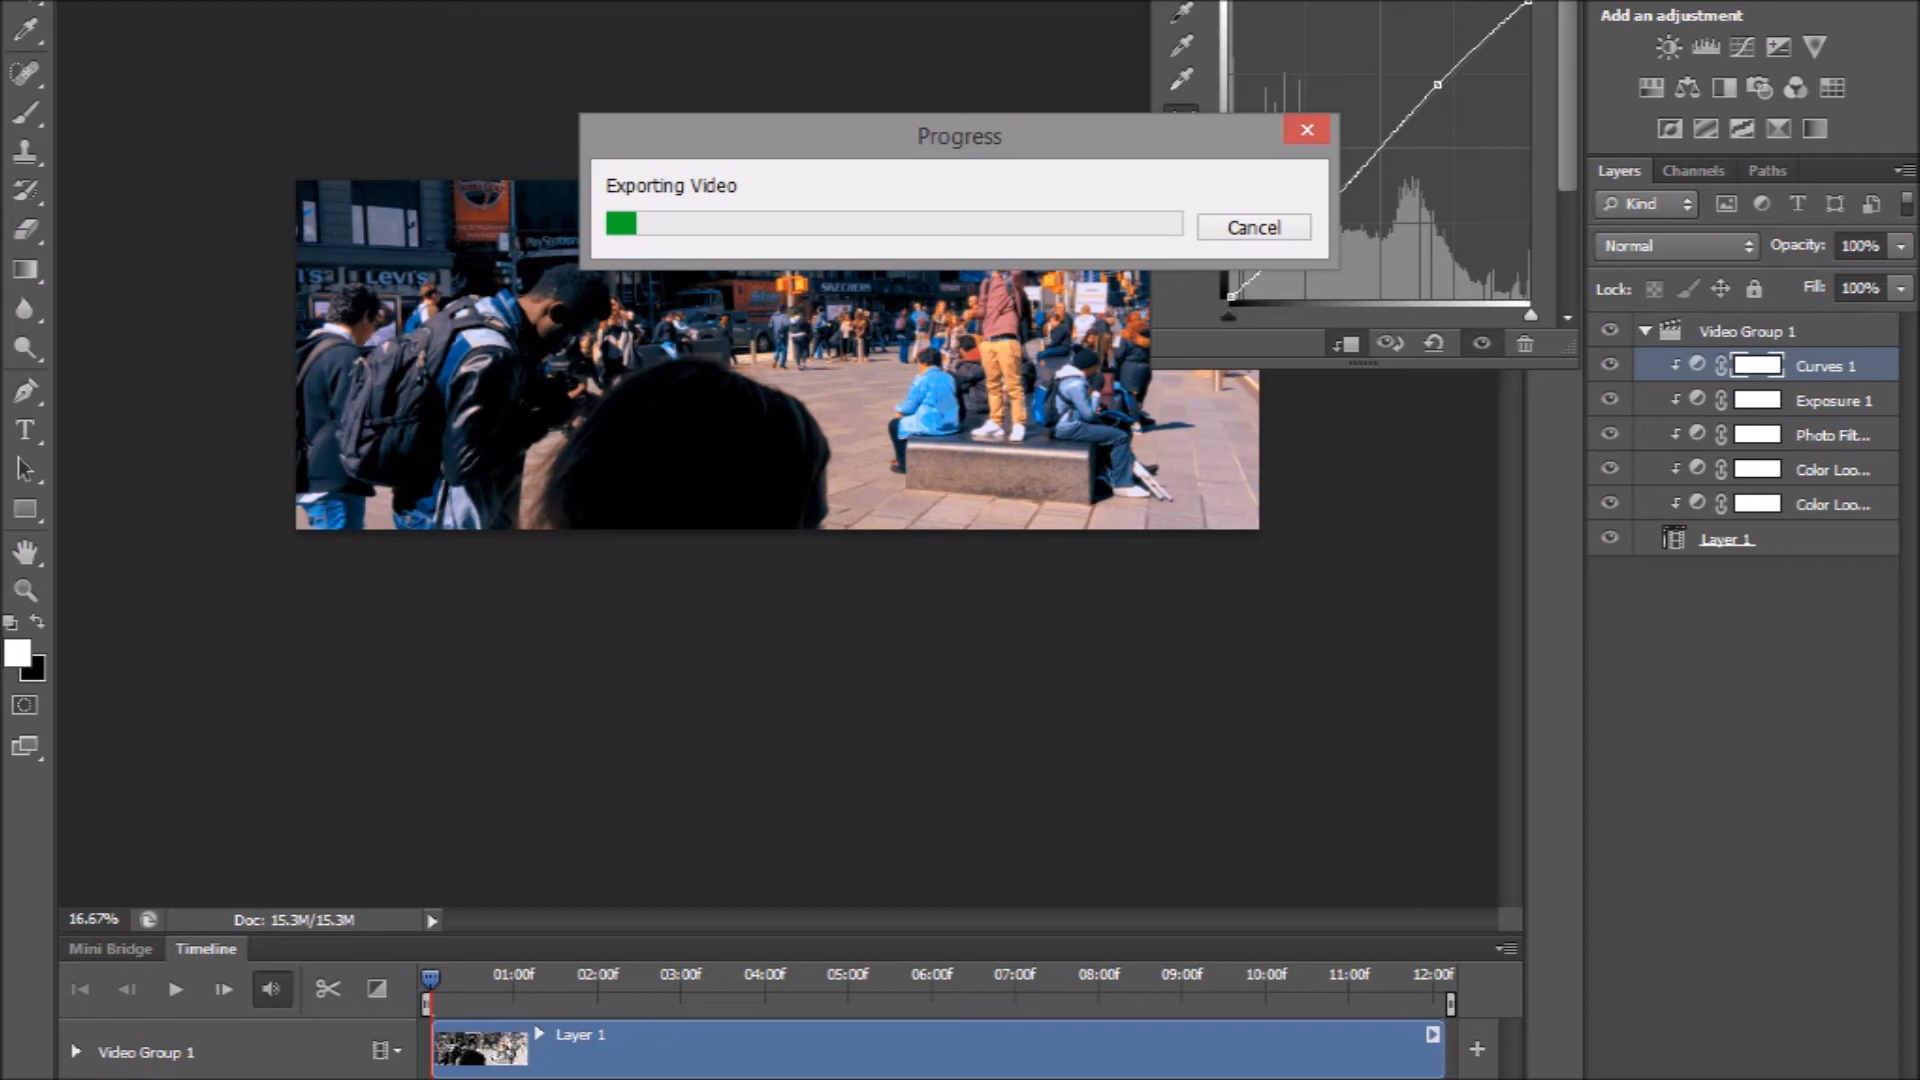 Add an adjustment
Progress
Exporting Video
Cancel
Layers Channels Paths
Kind
Normal
Opacity: 100%
Lock:
Fill: 100%
Video Group 1
Curves 1
Exposure 1
Photo Filt...
Color Loo...
Color Loo...
Layer 1
LEVI'S
SKECHERS
16.67%
Doc: 15.3M/15.3M
Mini Bridge Timeline
01:00f 02:00f 03:00f 04:00f 05:00f 06:00f 07:00f 08:00f 09:00f 10:00f 11:00f 12:00f
Layer 1
Video Group 1